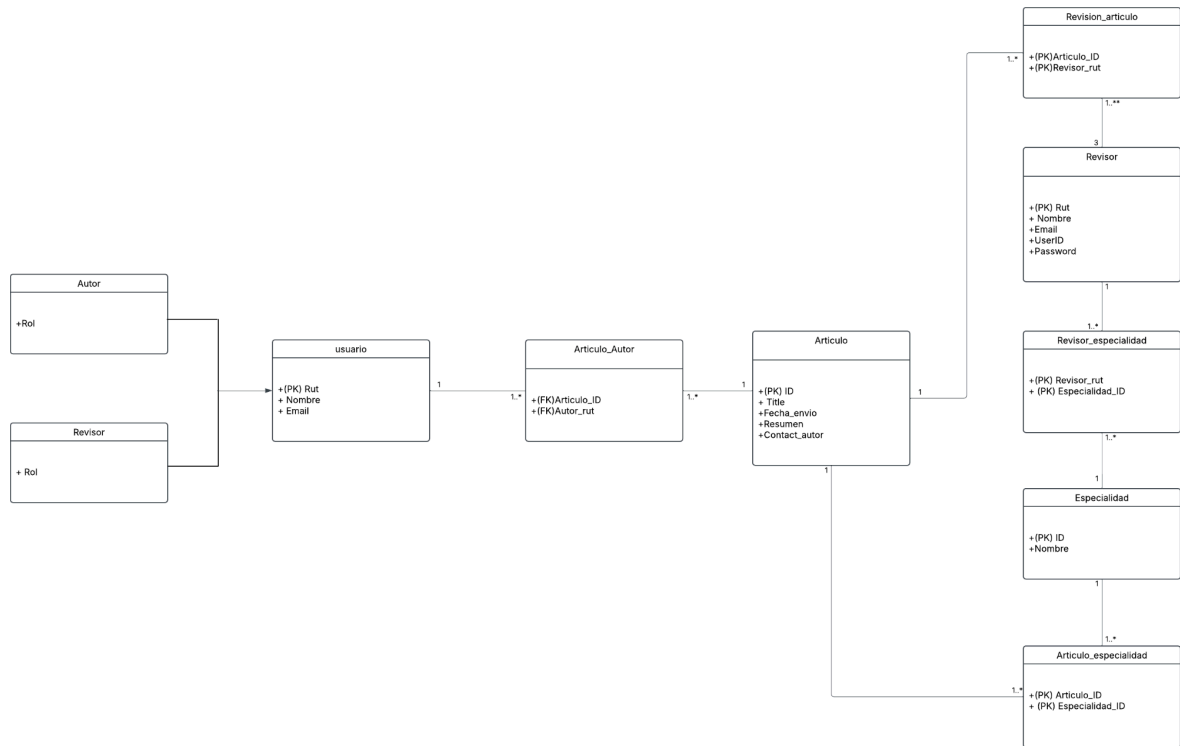 Revision_articulo
+(PK)Articulo_ID
+(PK)Revisor_rut
1..*
1..**
3
Revisor
+(PK) Rut
+ Nombre
+Email
+UserID
+Password
1
1..*
Autor
+Rol
Revisor
+ Rol
usuario
+(PK) Rut
+ Nombre
+ Email
1
1..*
Articulo_Autor
+(FK)Articulo_ID
+(FK)Autor_rut
1..*
1
Articulo
+(PK) ID
+ Title
+Fecha_envio
+Resumen
+Contact_autor
1
1
Revisor_especialidad
+(PK) Revisor_rut
+ (PK) Especialidad_ID
1..*
1
Especialidad
+(PK) ID
+Nombre
1
1..*
Articulo_especialidad
1..*
+(PK) Articulo_ID
+ (PK) Especialidad_ID